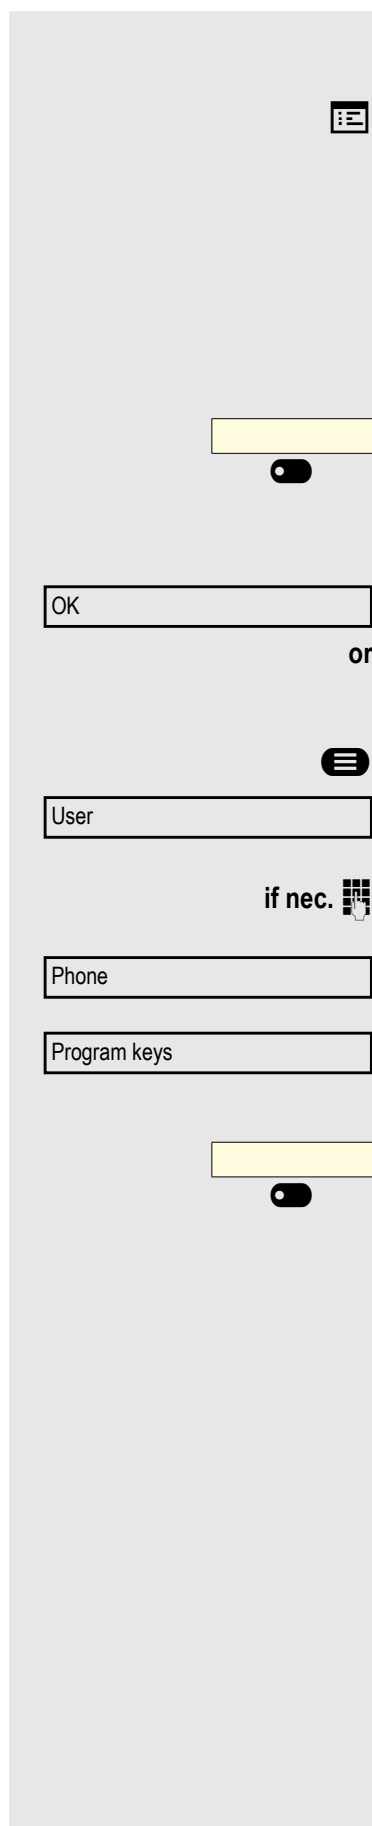 OK
or
User
if nec.
Phone
Program keys